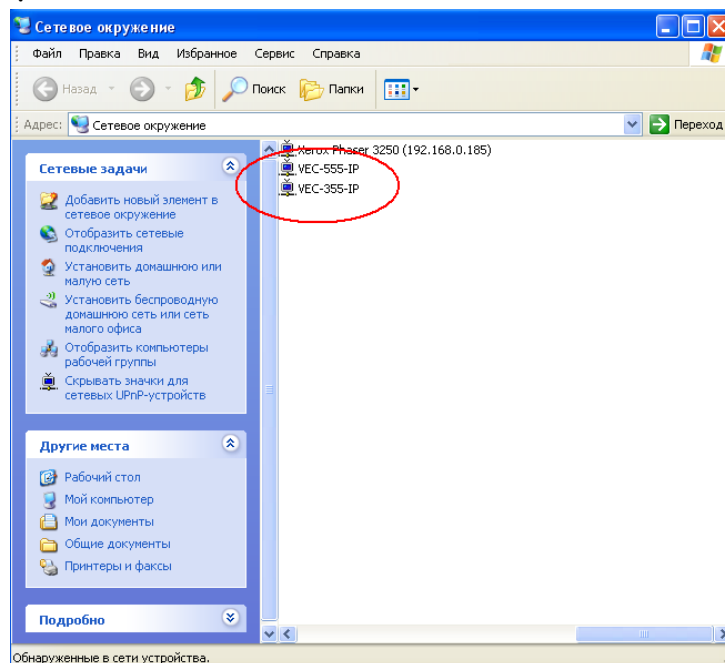 Сетевое окружение
Файл Правка Вид Избранное Сервис Справка
Назад Поиск Папки
Адрес: Сетевое окружение Переход
Сетевые задачи
Добавить новый элемент в
сетевое окружение
Отобразить сетевые
подключения
Установить домашнюю или
малую сеть
Установить беспроводную
домашнюю сеть или сеть
малого офиса
Отобразить компьютеры
рабочей группы
Скрывать значки для
сетевых UPnP-устройств
Другие места
Рабочий стол
Мой компьютер
Мои документы
Общие документы
Принтеры и факсы
Подробно
Xerox Phaser 3250 (192.168.0.185)
VEC-555-IP
VEC-355-IP
Обнаруженные в сети устройства.